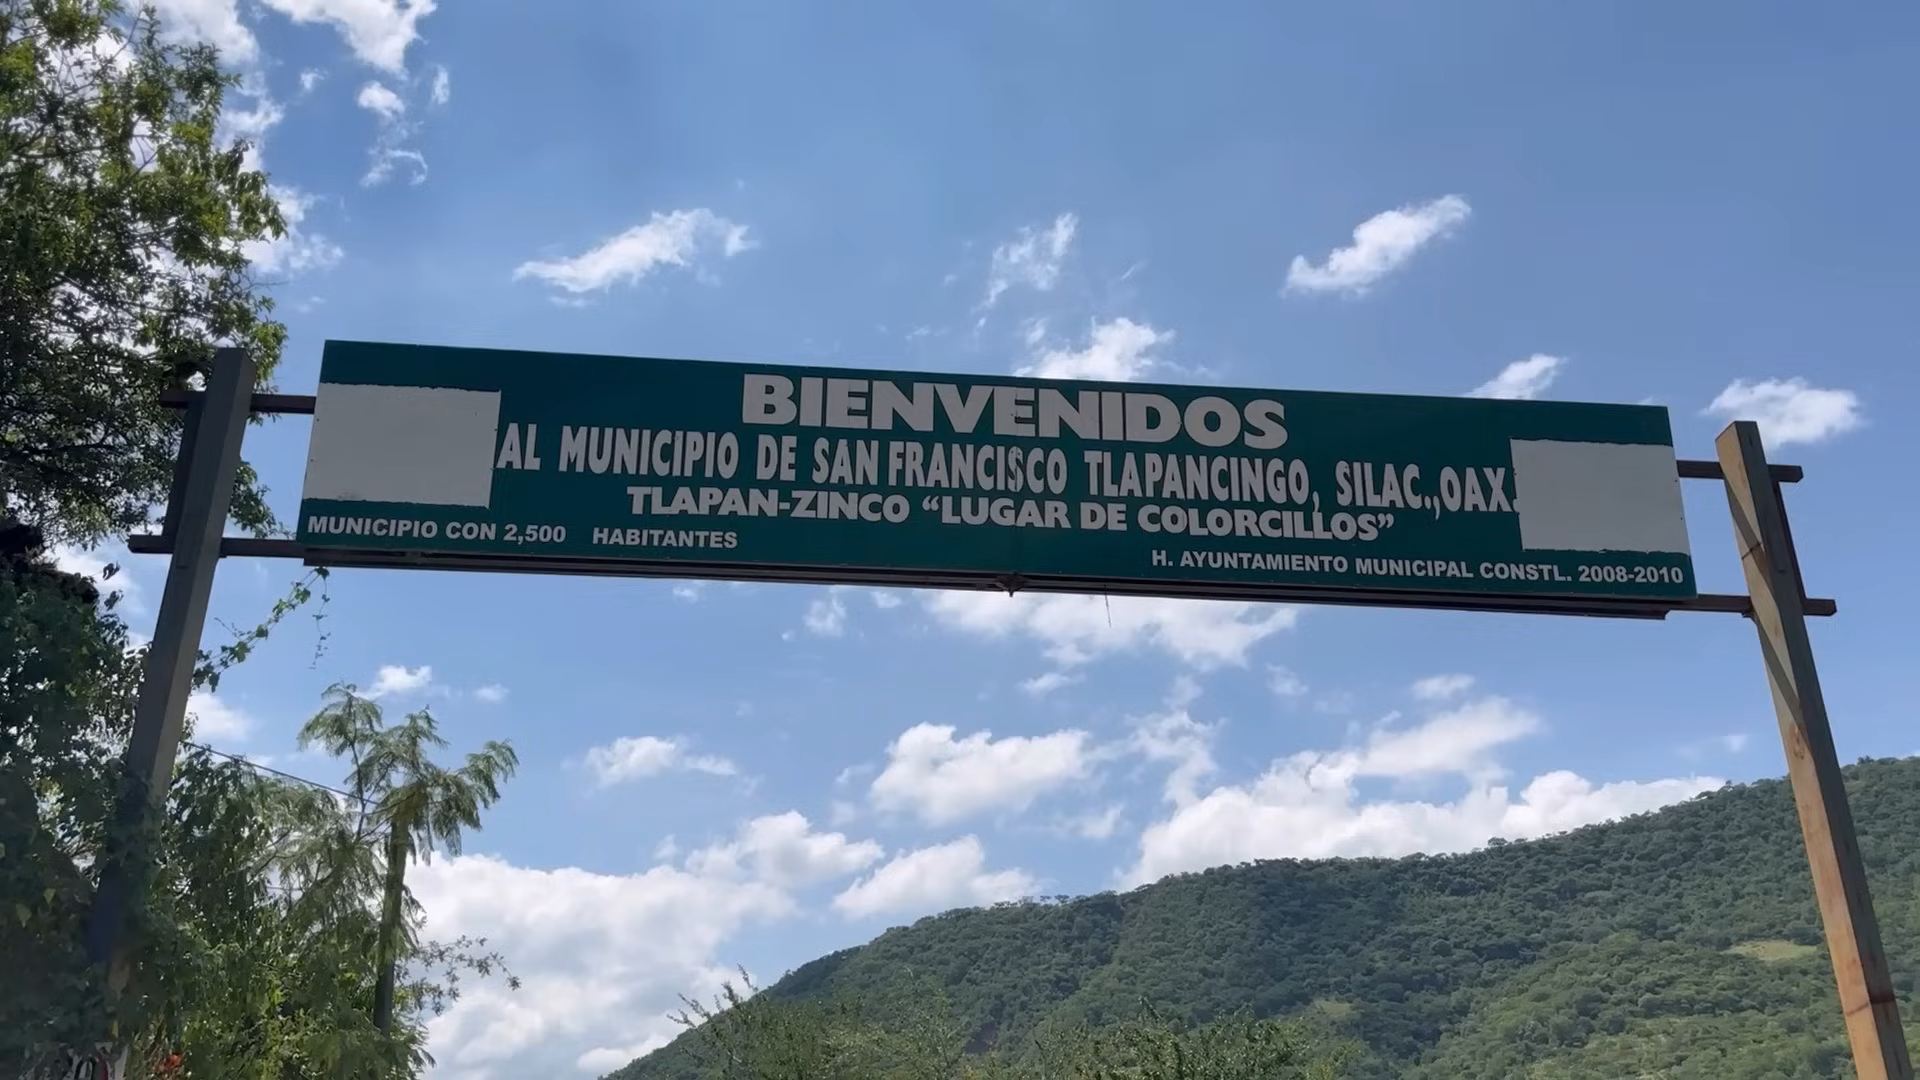 BIENVENIDOS
AL MUNICIPIO DE SAN FRANCISCO TLAPANCINGO, SILAC.,OAX.
TLAPAN-ZINCO “LUGAR DE COLORCILLOS”
MUNICIPIO CON 2,500 HABITANTES
H. AYUNTAMIENTO MUNICIPAL CONSTL. 2008-2010